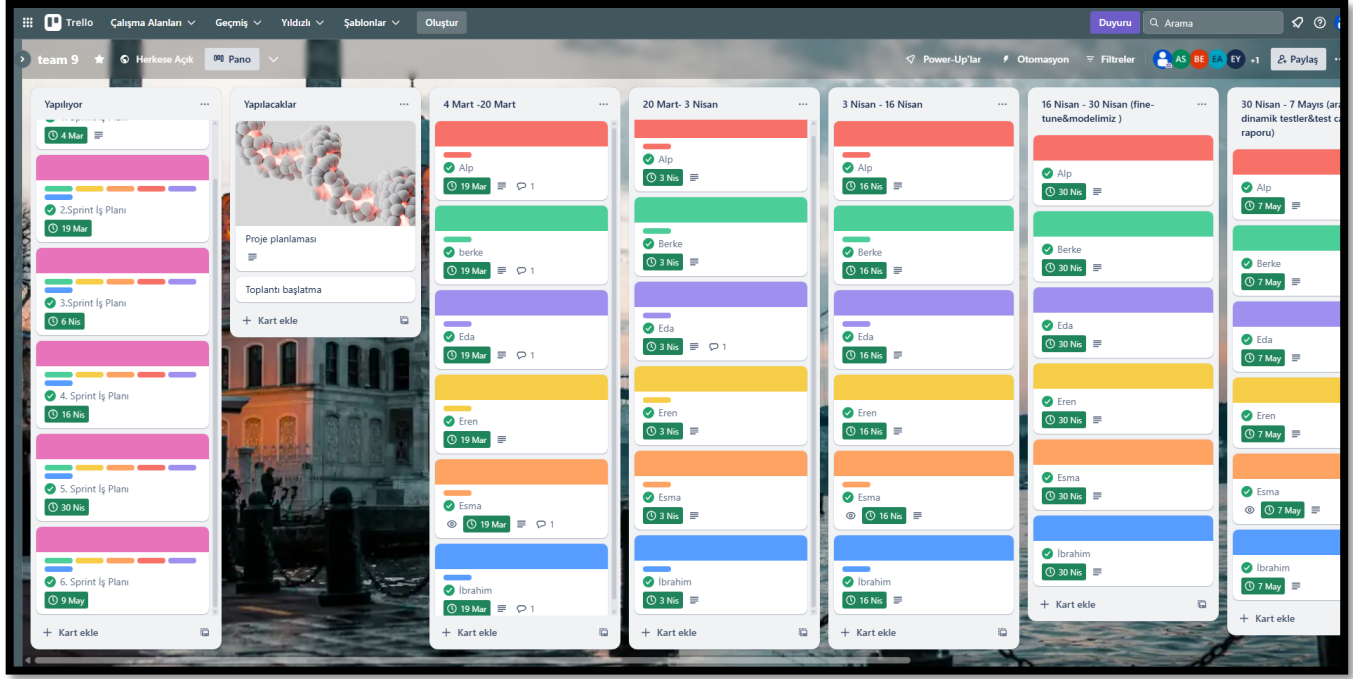 Trello
Çalışma Alanları
Geçmiş
Yıldızlı
Şablonlar
Oluştur
Duyuru
Arama
team 9
Herkese Açık
Pano
Power-Up'lar
Otomasyon
Filtreler
AS
BE
EA
EY
+1
Paylaş
Yapılıyor
4 Mar
2.Sprint İş Planı
19 Mar
3.Sprint İş Planı
6 Nis
4. Sprint İş Planı
16 Nis
5. Sprint İş Planı
30 Nis
6. Sprint İş Planı
9 May
+ Kart ekle
Yapılacaklar
Proje planlaması
Toplantı başlatma
+ Kart ekle
4 Mart -20 Mart
Alp
19 Mar
1
berke
19 Mar
1
Eda
19 Mar
1
Eren
19 Mar
Esma
19 Mar
1
İbrahim
19 Mar
1
+ Kart ekle
20 Mart- 3 Nisan
Alp
3 Nis
Berke
3 Nis
Eda
3 Nis
1
Eren
3 Nis
Esma
3 Nis
İbrahim
3 Nis
+ Kart ekle
3 Nisan - 16 Nisan
Alp
16 Nis
Berke
16 Nis
Eda
16 Nis
Eren
16 Nis
Esma
16 Nis
İbrahim
16 Nis
+ Kart ekle
16 Nisan - 30 Nisan (fine-
tune&modelimiz )
Alp
30 Nis
Berke
30 Nis
Eda
30 Nis
Eren
30 Nis
Esma
30 Nis
İbrahim
30 Nis
+ Kart ekle
30 Nisan - 7 Mayıs (ara
dinamik testler&test ca
raporu)
Alp
7 May
Berke
7 May
Eda
7 May
Eren
7 May
Esma
7 May
İbrahim
7 May
+ Kart ekle